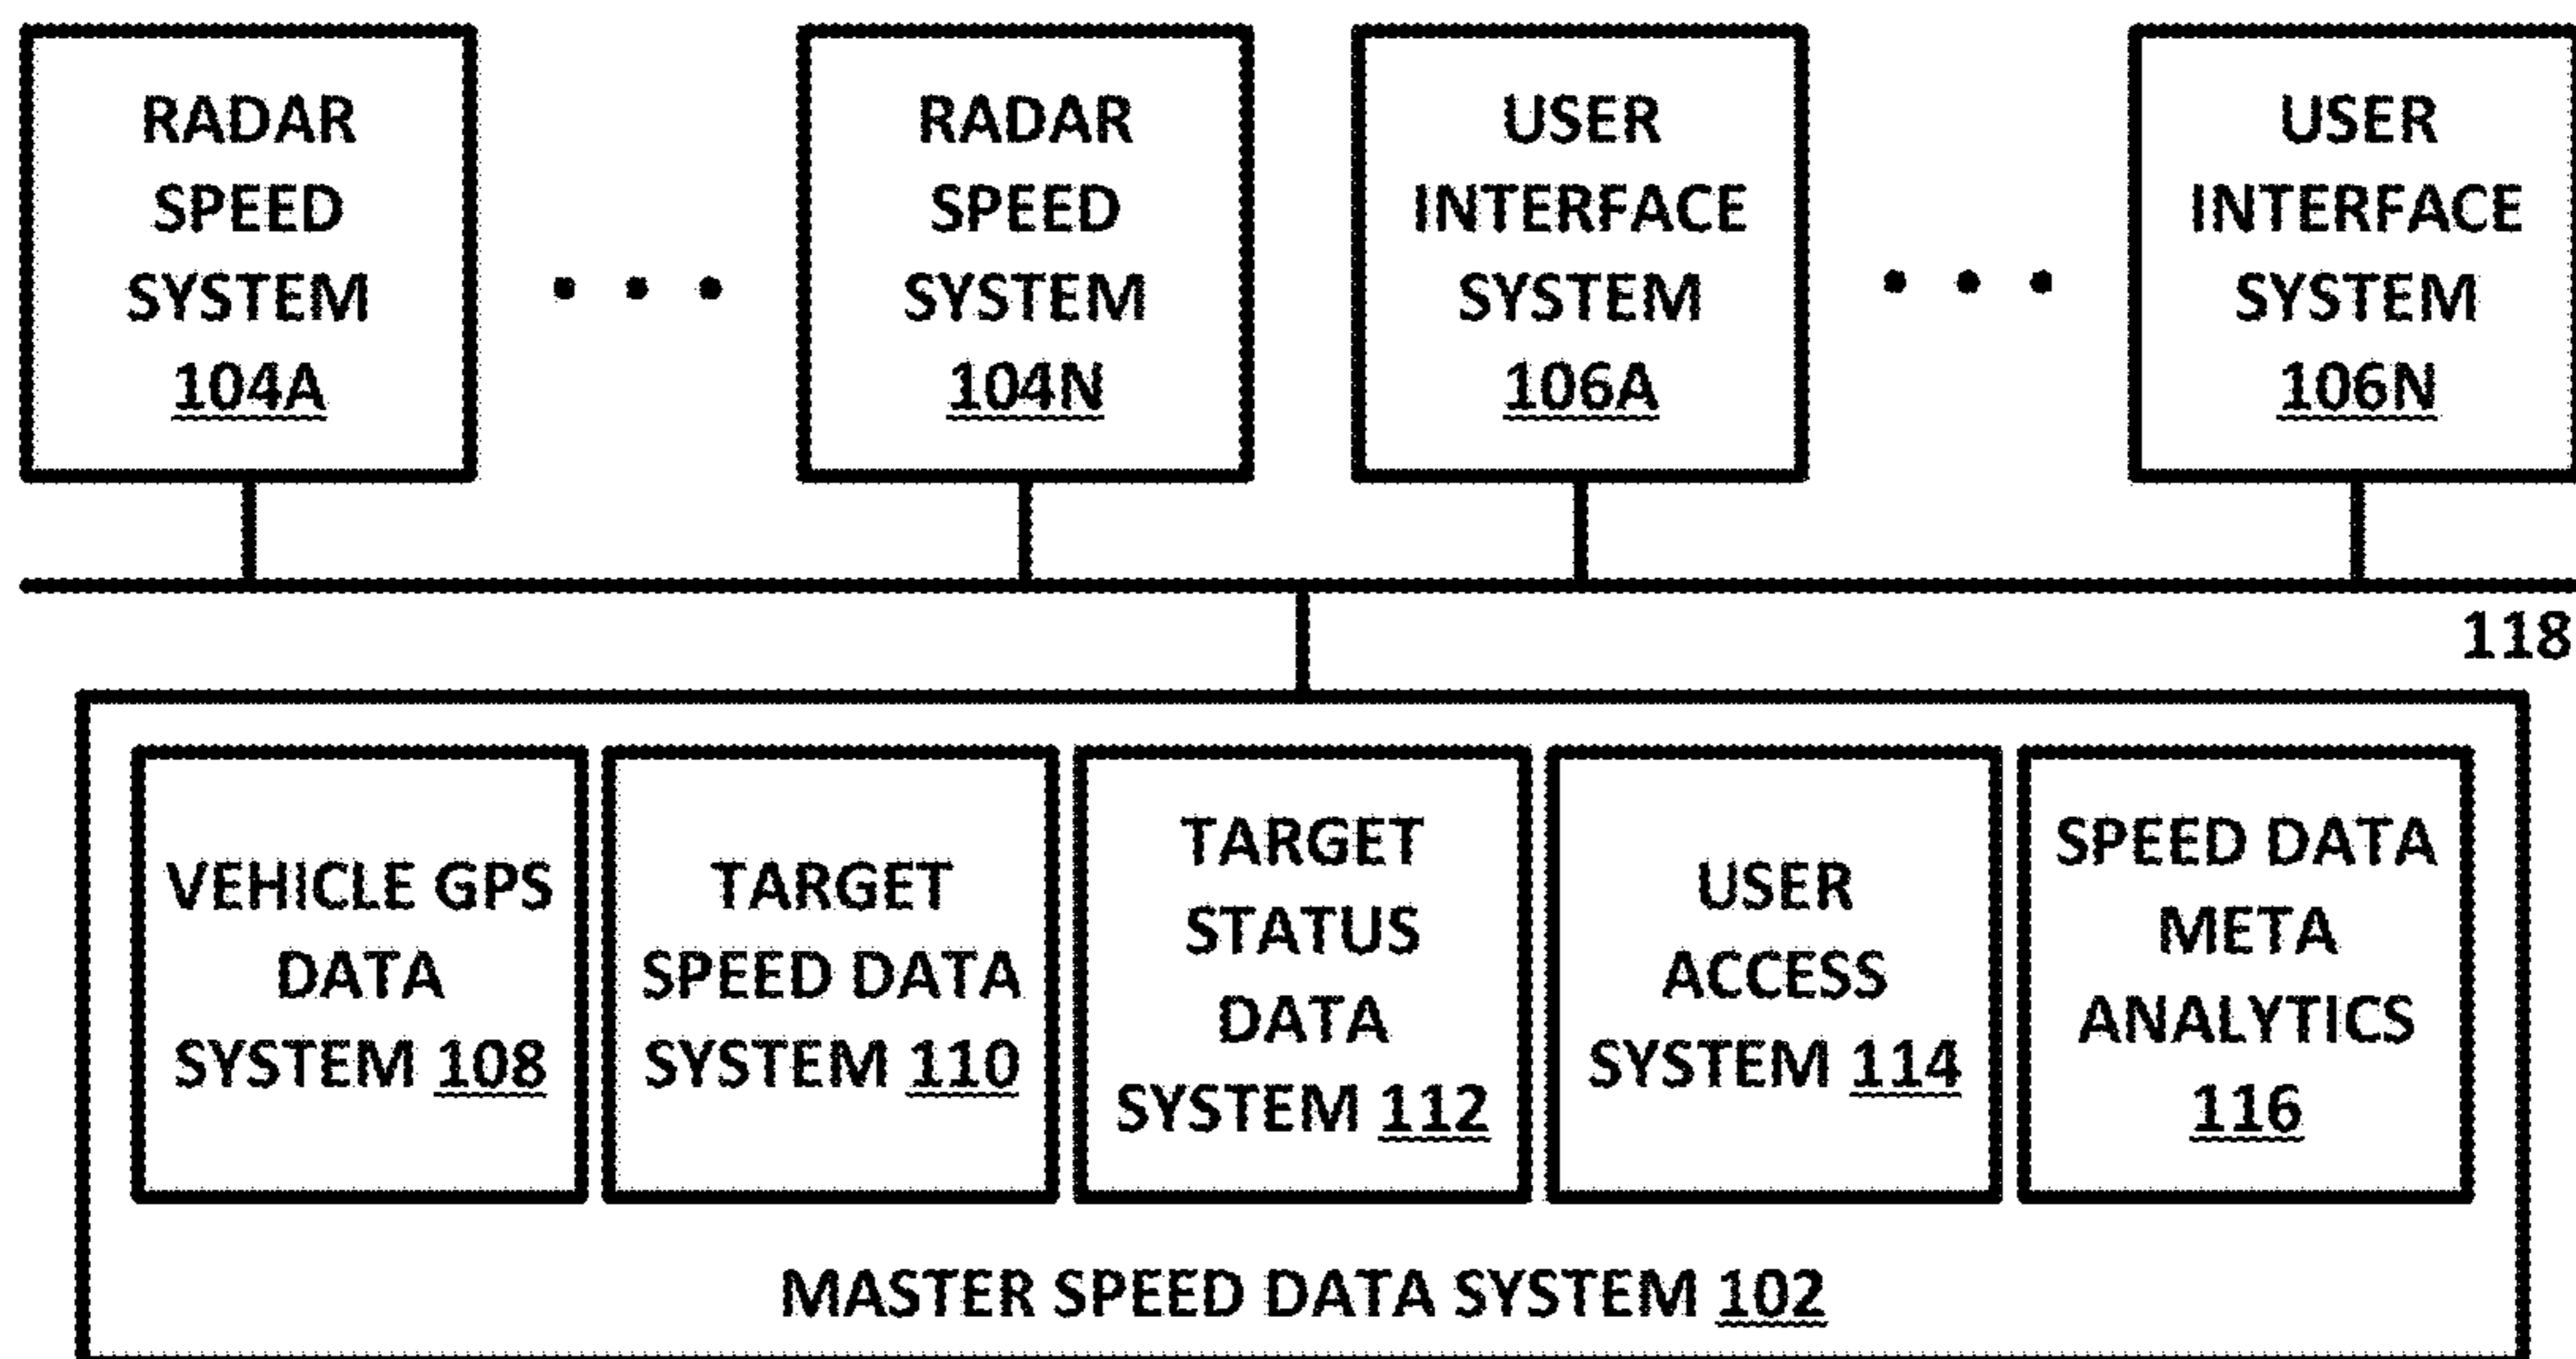 RADAR
SPEED
SYSTEM
104A
RADAR
SPEED
SYSTEM
104N
USER
INTERFACE
SYSTEM
106A
USER
INTERFACE
SYSTEM
106N
118
VEHICLE GPS
DATA
SYSTEM 108
TARGET
SPEED DATA
SYSTEM 110
TARGET
STATUS
DATA
SYSTEM 112
USER
ACCESS
SYSTEM 114
SPEED DATA
META
ANALYTICS
116
MASTER SPEED DATA SYSTEM 102